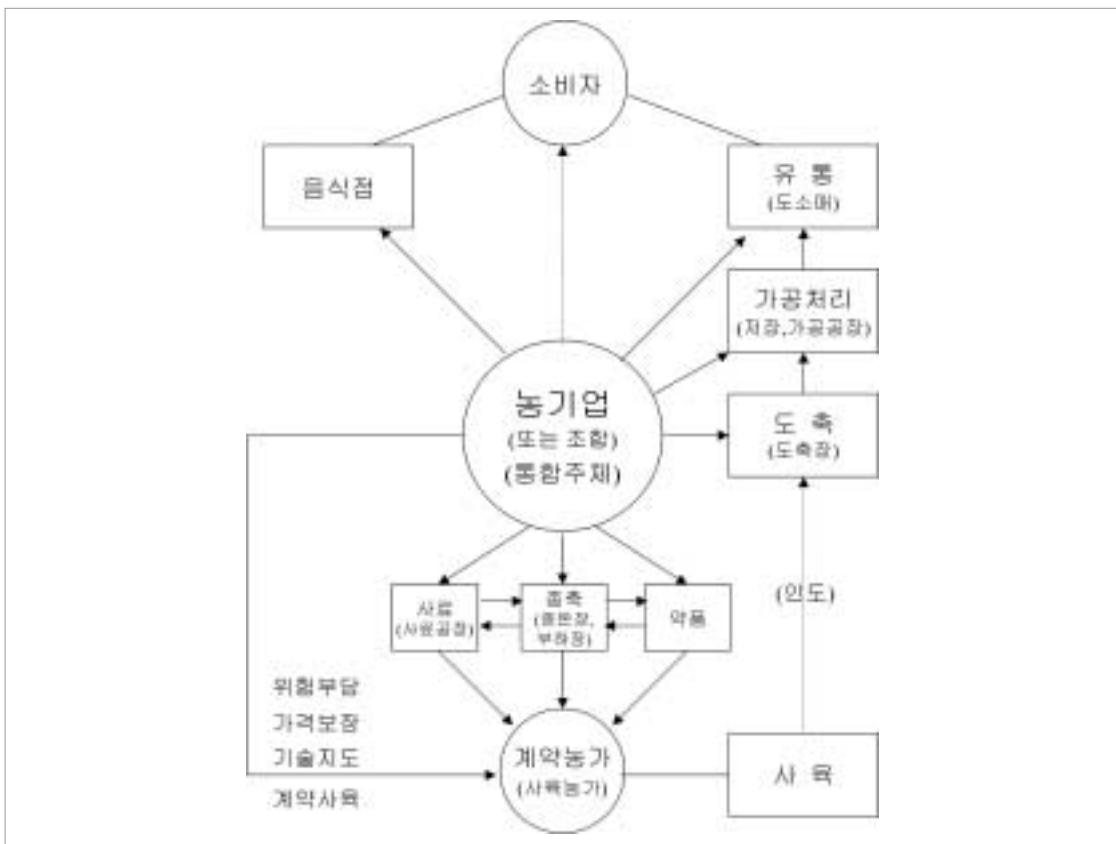 소비자
음식점
유 통
(도소매)
가공처리
(저장,가공공장)
농기업
(또는 조합)
(통합주체)
도 축
(도축장)
사료
(사료공장)
종축
(종돈장,
부화장)
약품
(인도)
위험부담
가격보장
기술지도
계약사육
계약농가
(사육농가)
사 육